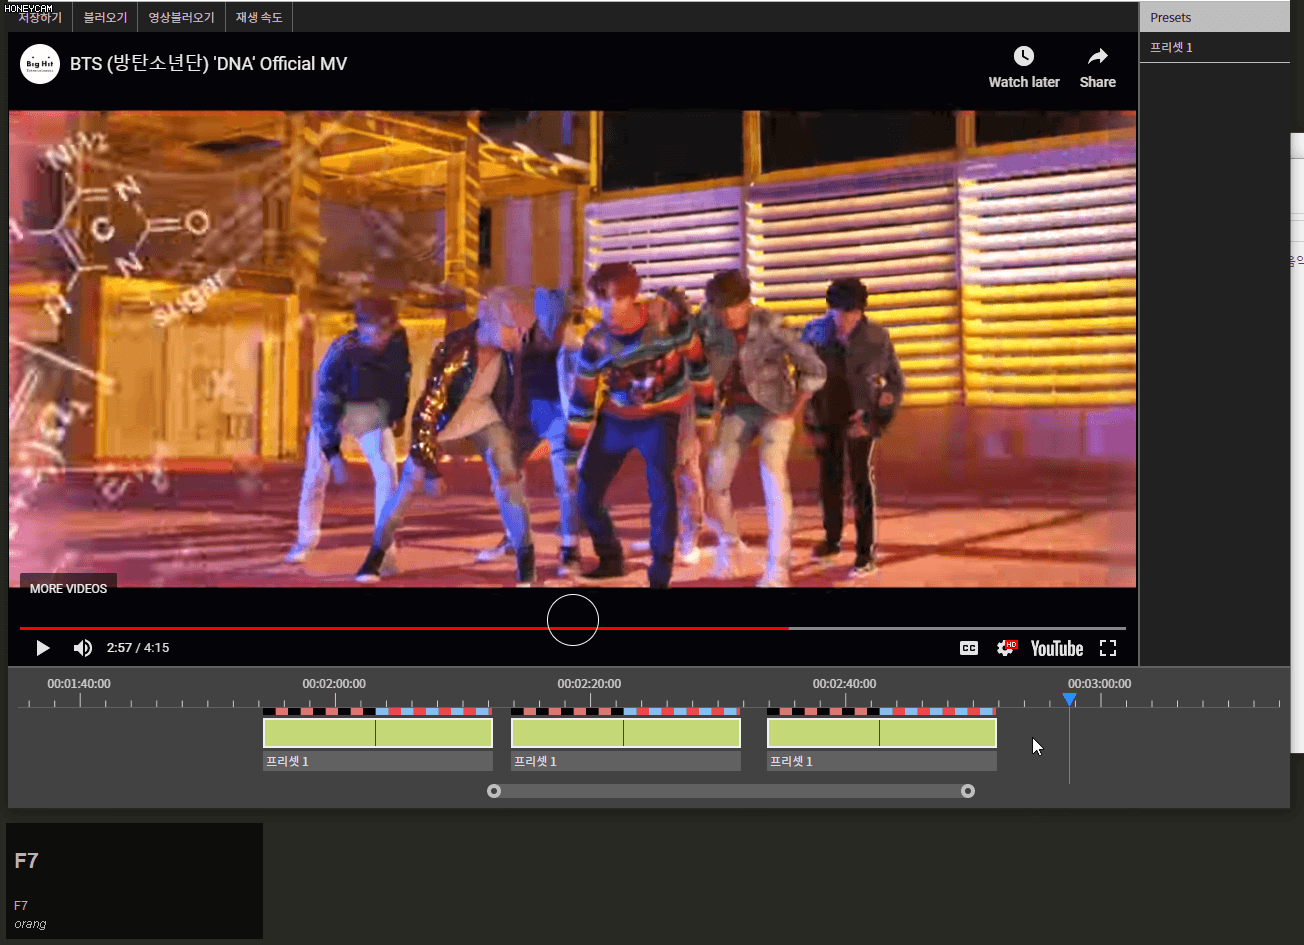 HONEYCAM
저장하기 불러오기 영상불러오기 재생 속도
Presets
프리셋 1
Big Hit
BTS (방탄소년단) 'DNA' Official MV
Watch later Share
N
C O
H N
sugar
H
MORE VIDEOS
2:57 / 4:15
CC HD YouTube
00:01:40:00 00:02:00:00 00:02:20:00 00:02:40:00 00:03:00:00
프리셋 1 프리셋 1 프리셋 1
F7
F7
orang